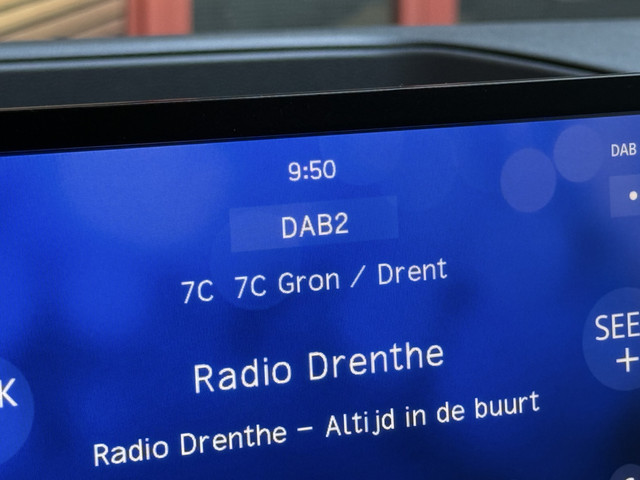 9:50
DAB
DAB2
7C 7C Gron / Drent
SEE
+
Radio Drenthe
K
Radio Drenthe – Altijd in de buurt